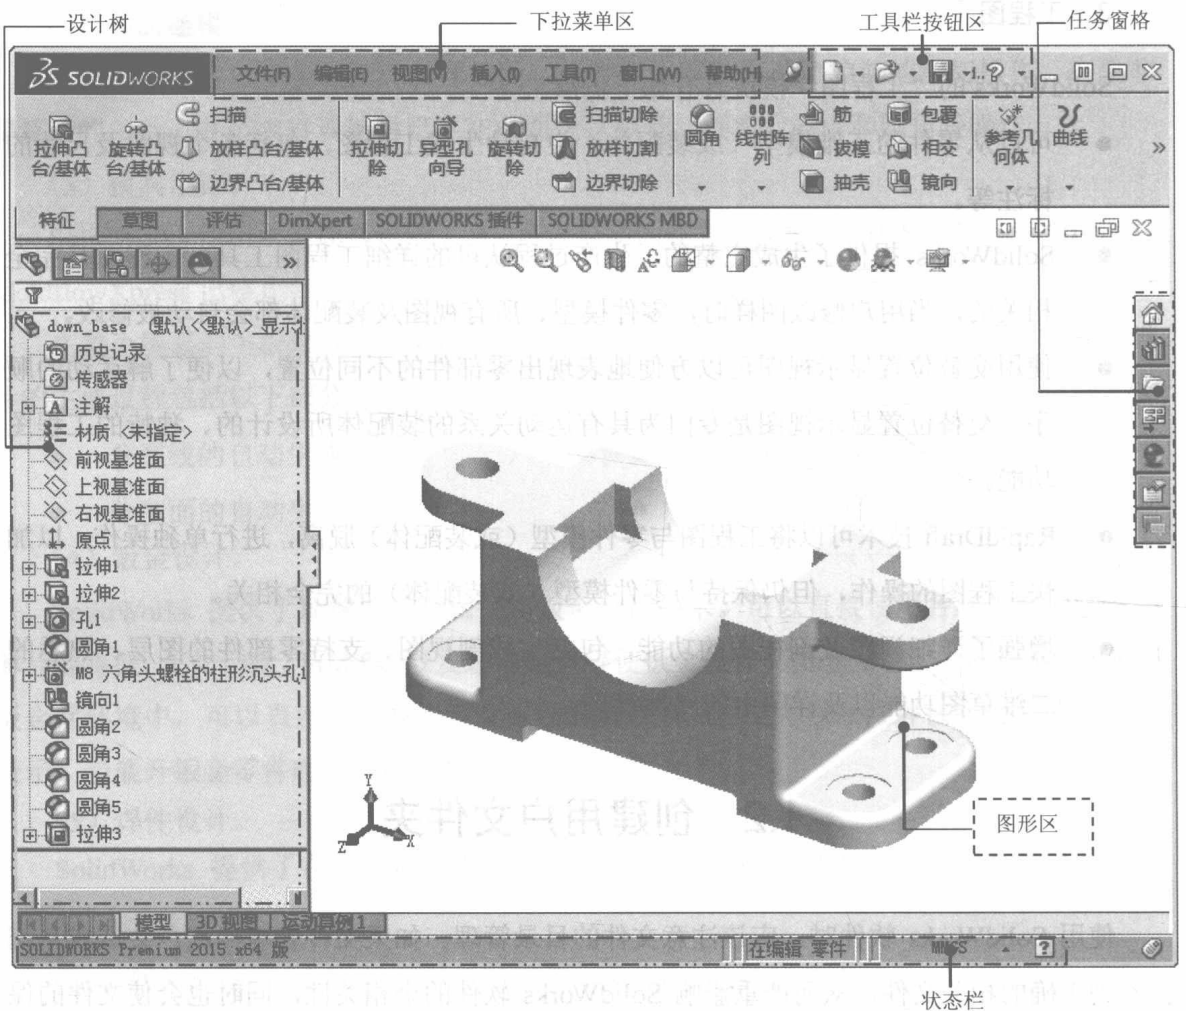 设计树
下拉菜单区
工具栏按钮区
任务窗格
SOLIDWORKS
文件(F) 编辑(E) 视图(V) 插入(I) 工具(T) 窗口(W) 帮助(H)
拉伸凸台/基体
旋转凸台/基体
扫描
放样凸台/基体
边界凸台/基体
拉伸切除
异型孔向导
旋转切除
扫描切除
放样切割
边界切除
圆角
线性阵列
筋
拔模
抽壳
包覆
相交
镜向
参考几何体
曲线
特征 草图 评估 DimXpert SOLIDWORKS 插件 SOLIDWORKS MBD
down_base (默认<<默认>_显示
历史记录
传感器
注解
材质 <未指定>
前视基准面
上视基准面
右视基准面
原点
拉伸1
拉伸2
孔1
圆角1
M8 六角头螺栓的柱形沉头孔1
镜向1
圆角2
圆角3
圆角4
圆角5
拉伸3
Y
X
Z
图形区
模型 3D 视图 运动算例1
SOLIDWORKS Premium 2015 x64 版
在编辑 零件
MMGS
状态栏